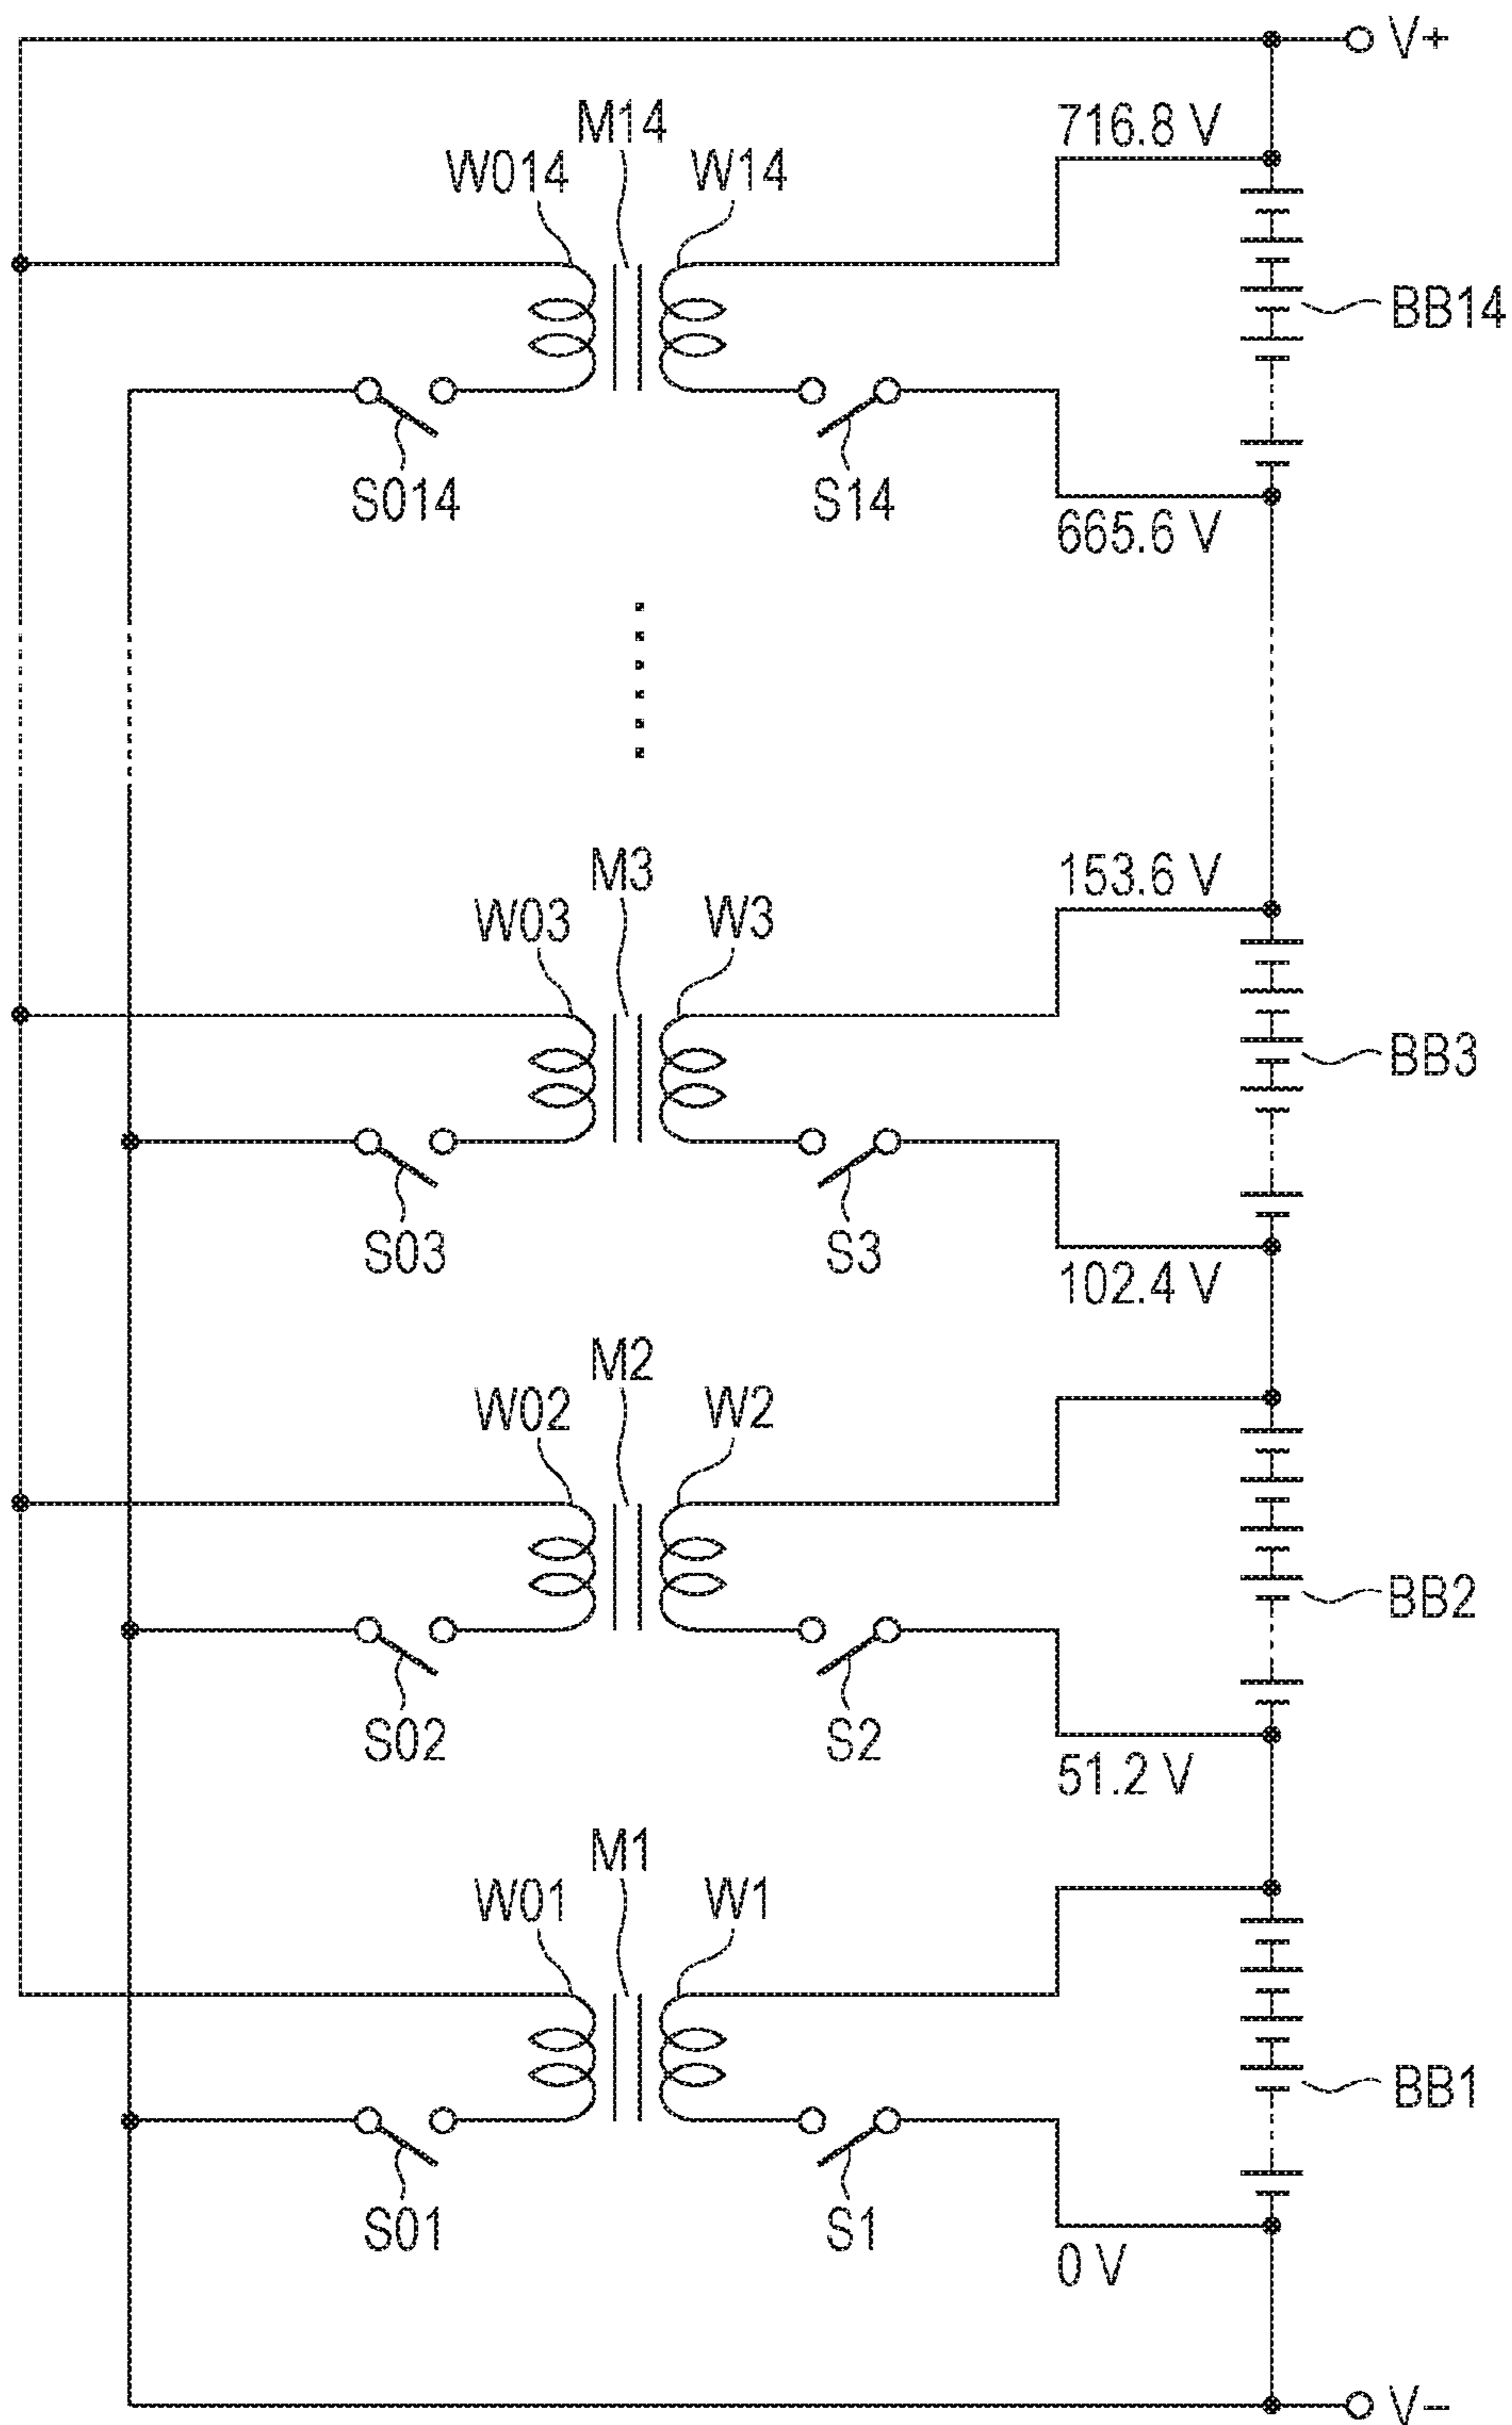 V+
716.8 V
M14
W014
W14
BB14
S014
S14
665.6 V
153.6 V
M3
W03
W3
BB3
S03
S3
102.4 V
M2
W02
W2
BB2
S02
S2
51.2 V
M1
W01
W1
BB1
S01
S1
0 V
V−